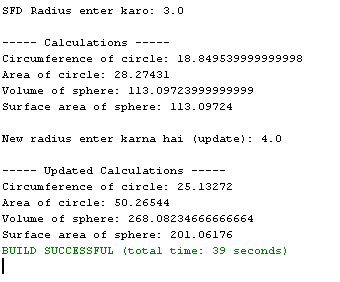 SFD Radius enter karo: 3.0
----- Calculations -----
Circumference of circle: 18.849539999999998
Area of circle: 28.27431
Volume of sphere: 113.09723999999999
Surface area of sphere: 113.09724
New radius enter karna hai (update): 4.0
----- Updated Calculations -----
Circumference of circle: 25.13272
Area of circle: 50.26544
Volume of sphere: 268.08234666666664
Surface area of sphere: 201.06176
BUILD SUCCESSFUL (total time: 39 seconds)